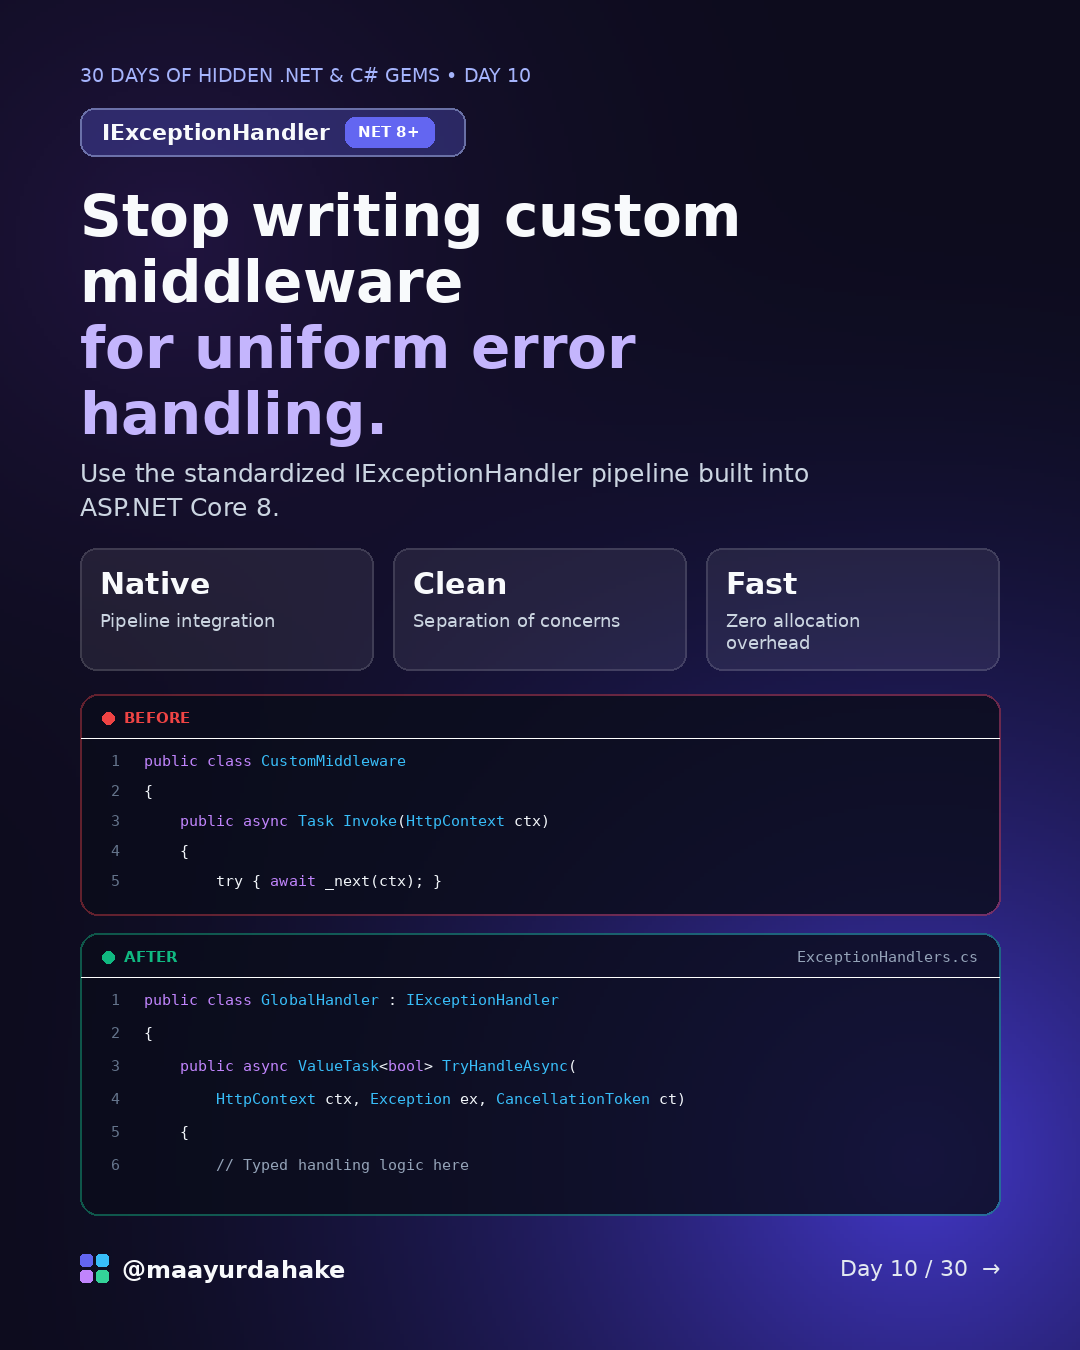 30 DAYS OF HIDDEN .NET & C# GEMS • DAY 10
IExceptionHandler NET 8+
Stop writing custom
middleware
for uniform error
handling.
Use the standardized IExceptionHandler pipeline built into
ASP.NET Core 8.
Native
Pipeline integration
Clean
Separation of concerns
Fast
Zero allocation
overhead
BEFORE
1 public class CustomMiddleware
2 {
3     public async Task Invoke(HttpContext ctx)
4     {
5         try { await _next(ctx); }
AFTER ExceptionHandlers.cs
1 public class GlobalHandler : IExceptionHandler
2 {
3     public async ValueTask<bool> TryHandleAsync(
4         HttpContext ctx, Exception ex, CancellationToken ct)
5     {
6         // Typed handling logic here
@maayurdahake
Day 10 / 30 →